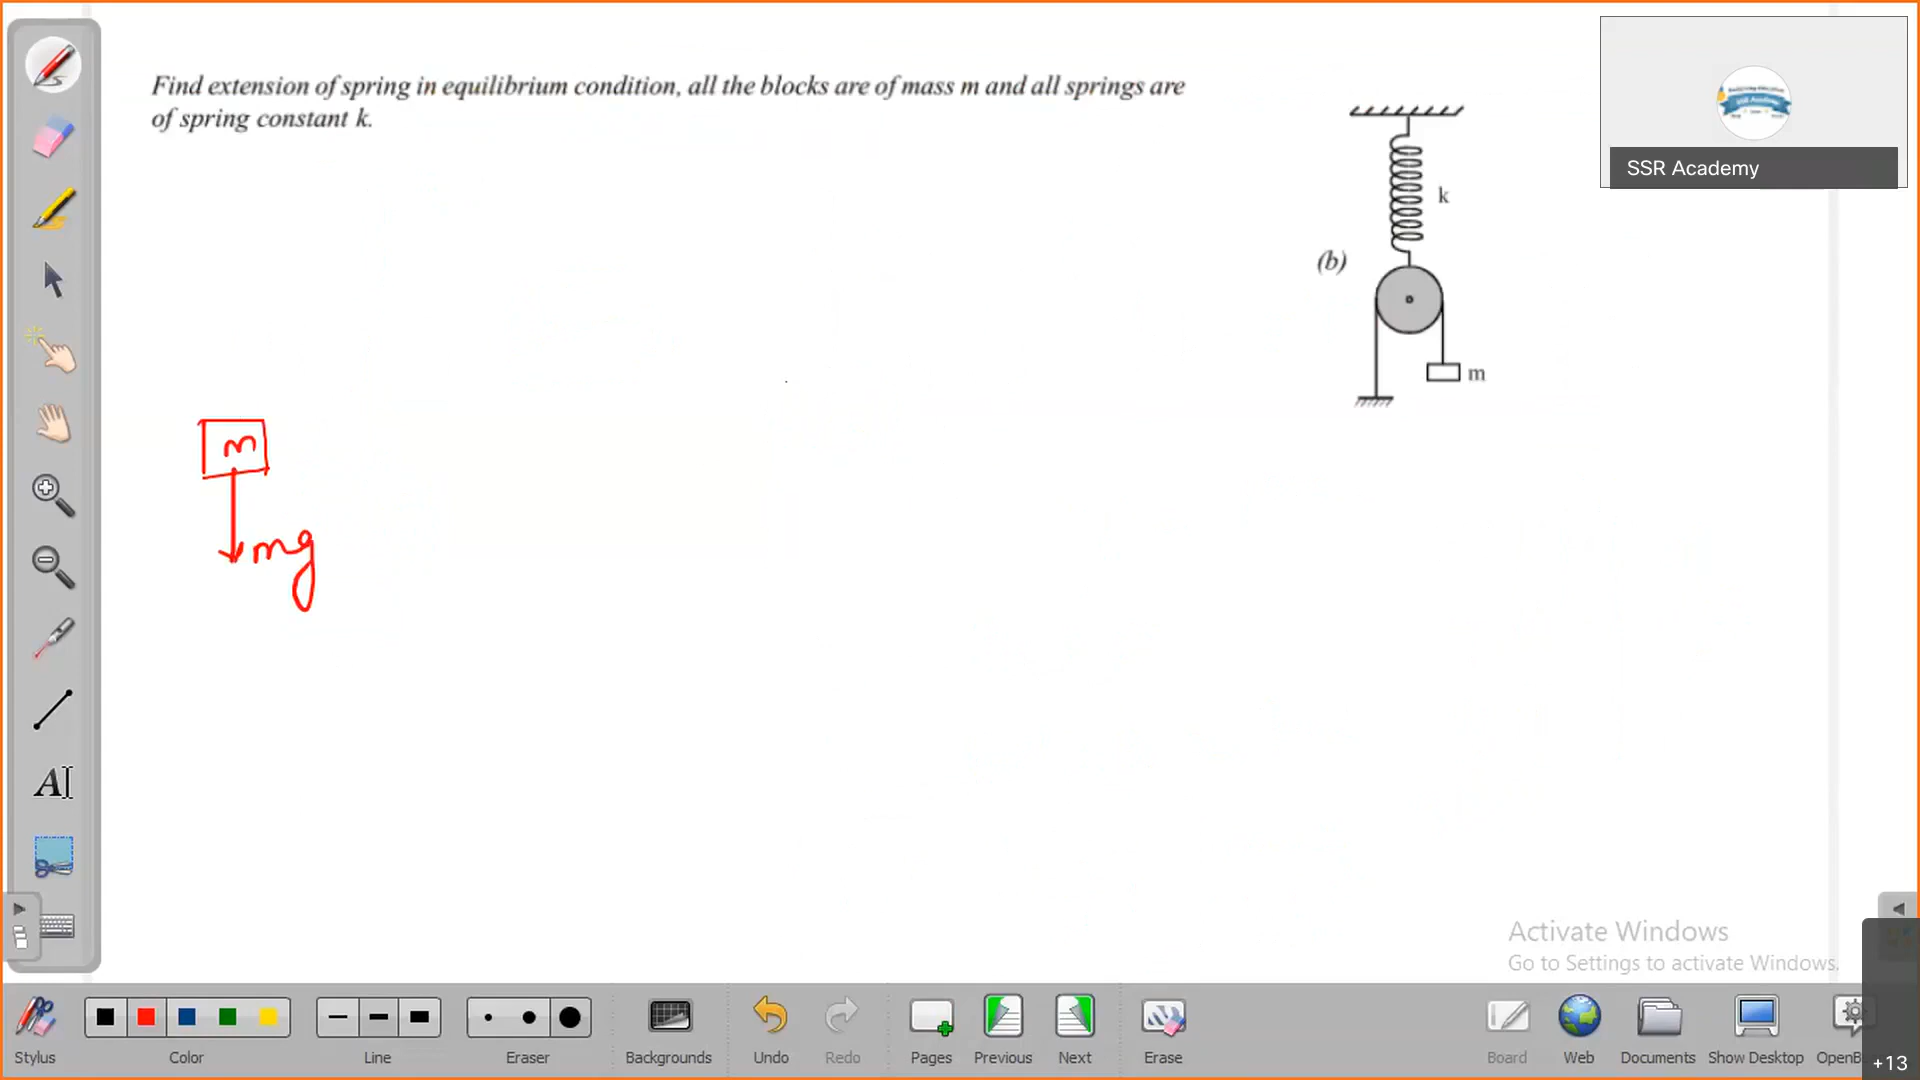 Find extension of spring in equilibrium condition, all the blocks are of mass m and all springs are
of spring constant k.
SSR Academy
k
(b)
m
m
mg
Activate Windows
Go to Settings to activate Windows.
Stylus
Color
Line
Eraser
Backgrounds
Undo
Redo
Pages
Previous
Next
Erase
Board
Web
Documents
Show Desktop
OpenB
+13